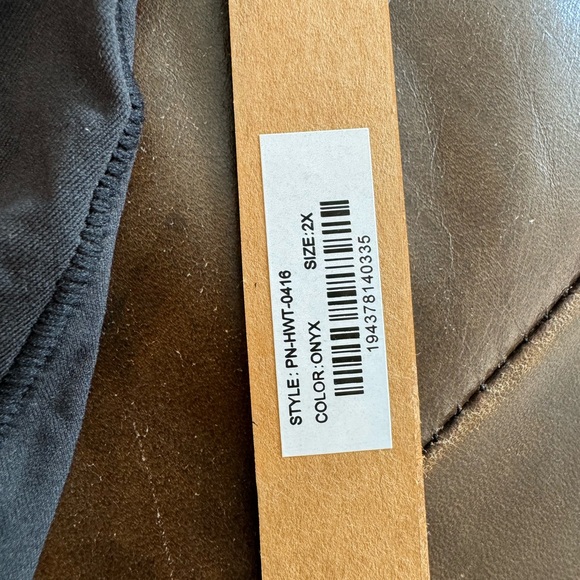 STYLE: PN-HWT-0416
COLOR:ONYX SIZE:2X
194378140335